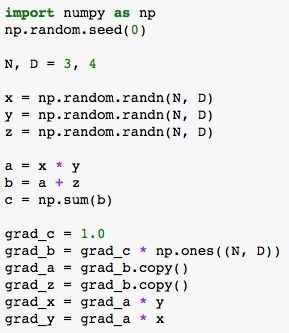 import numpy as np
np.random.seed(0)
N, D = 3, 4
x = np.random.randn(N, D)
y = np.random.randn(N, D)
z = np.random.randn(N, D)
a = x * y
b = a + z
c = np.sum(b)
grad_c = 1.0
grad_b = grad_c * np.ones((N, D))
grad_a = grad_b.copy()
grad_z = grad_b.copy()
grad_x = grad_a * y
grad_y = grad_a * x